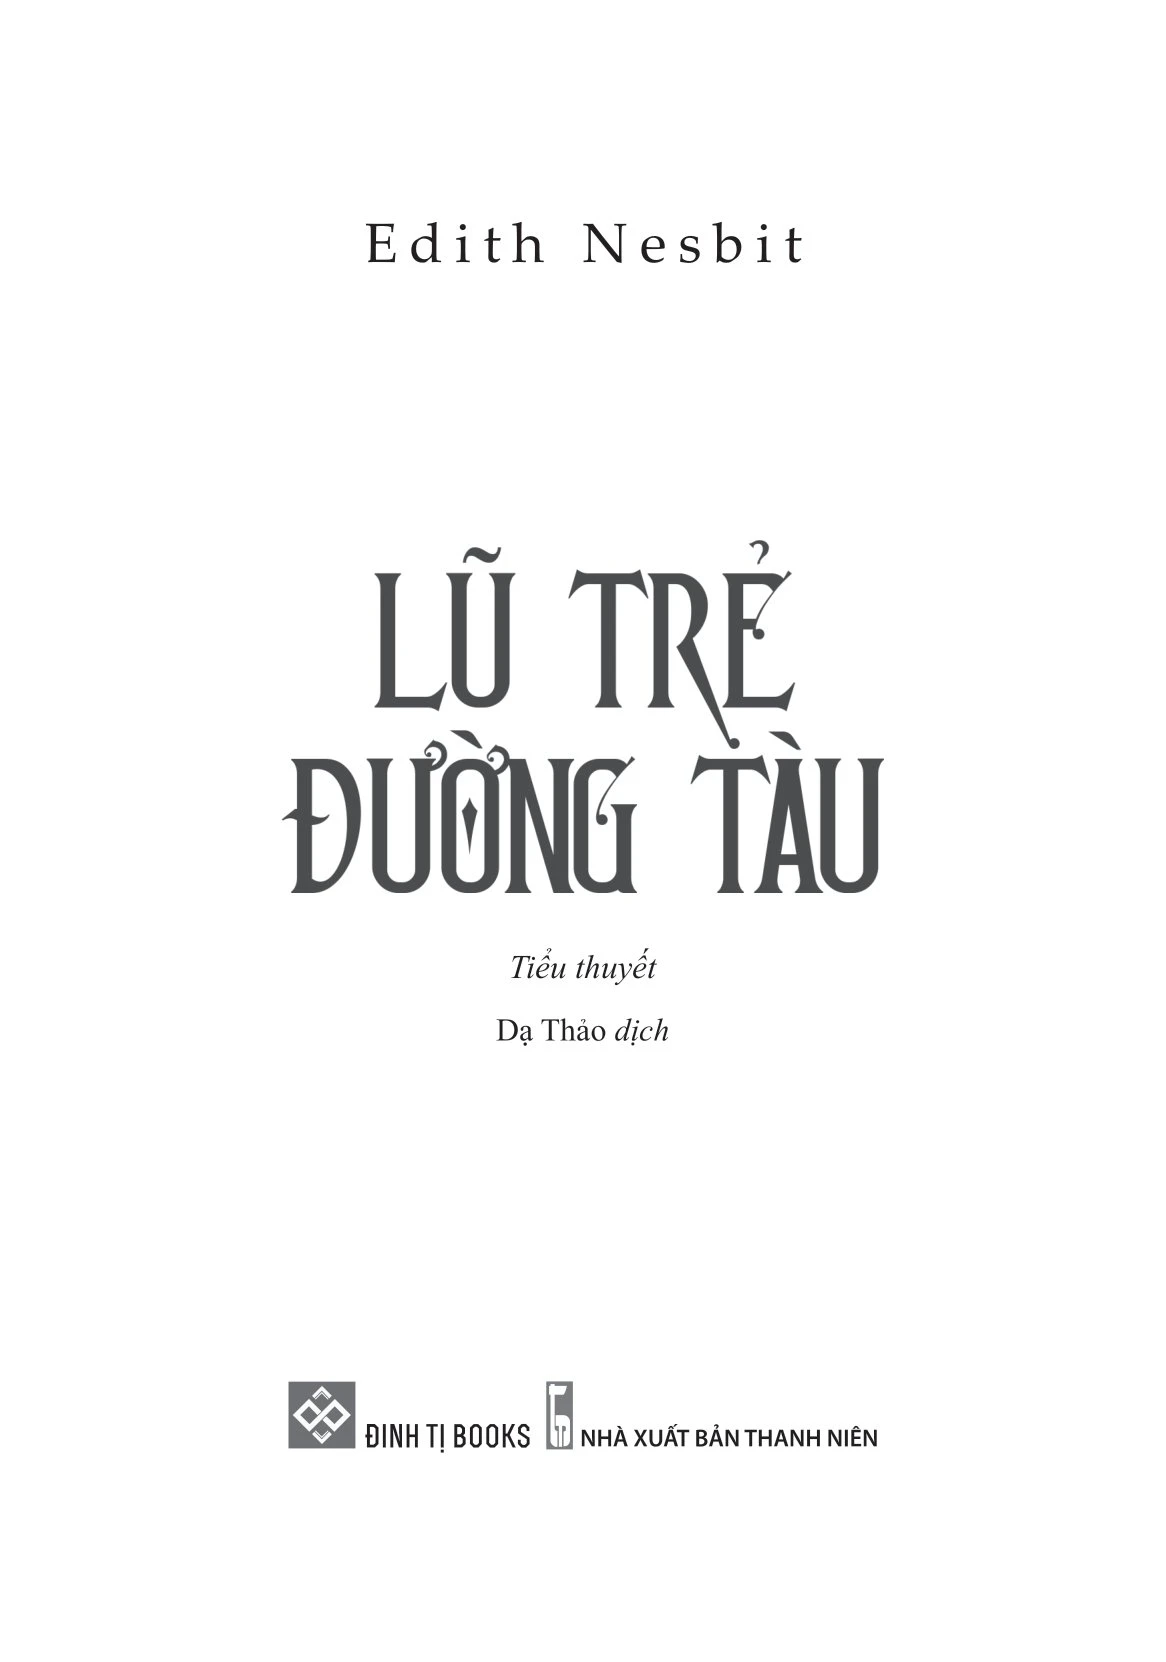 Edith Nesbit
LŨ TRẺ
ĐƯỜNG TÀU
Tiểu thuyết
Dạ Thảo dịch
ĐINH TỊ BOOKS NHÀ XUẤT BẢN THANH NIÊN